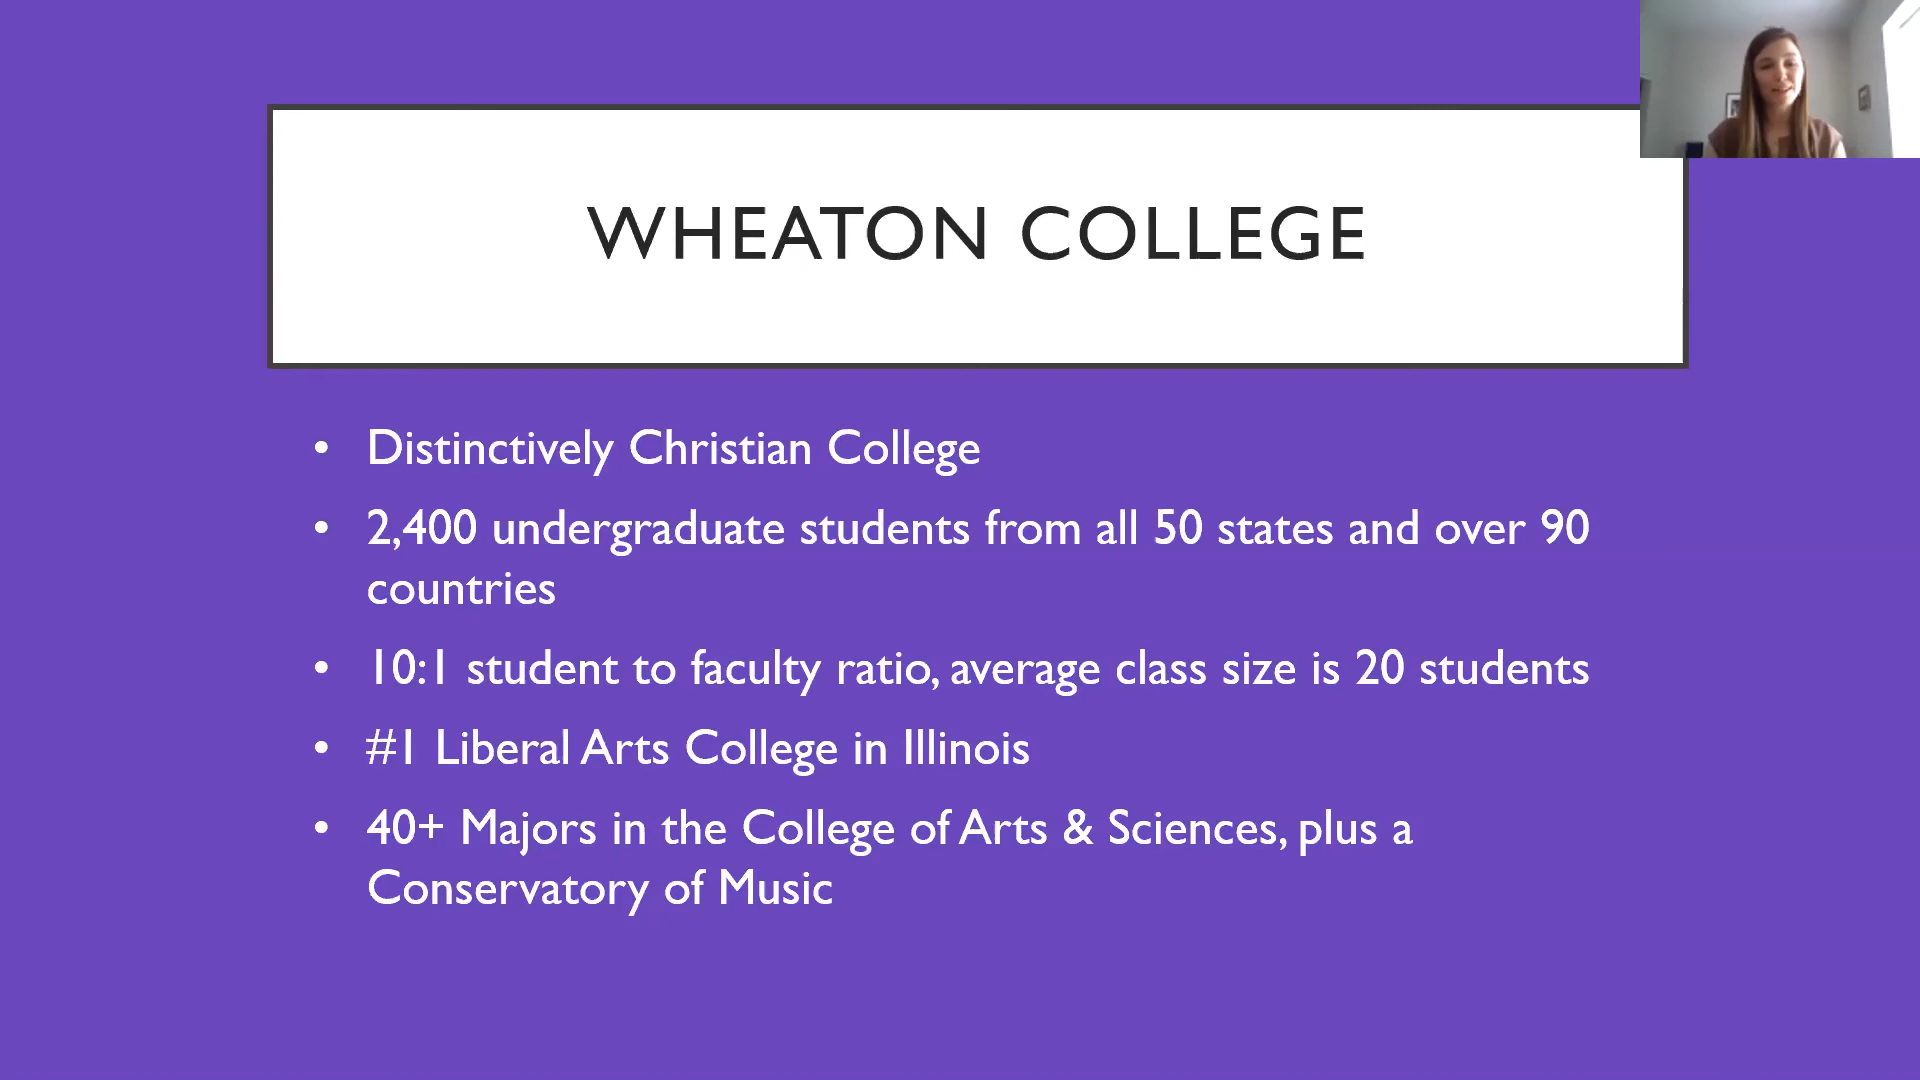 WHEATON COLLEGE
• Distinctively Christian College
• 2,400 undergraduate students from all 50 states and over 90
countries
• 10:1 student to faculty ratio, average class size is 20 students
• #1 Liberal Arts College in Illinois
• 40+ Majors in the College of Arts & Sciences, plus a
Conservatory of Music